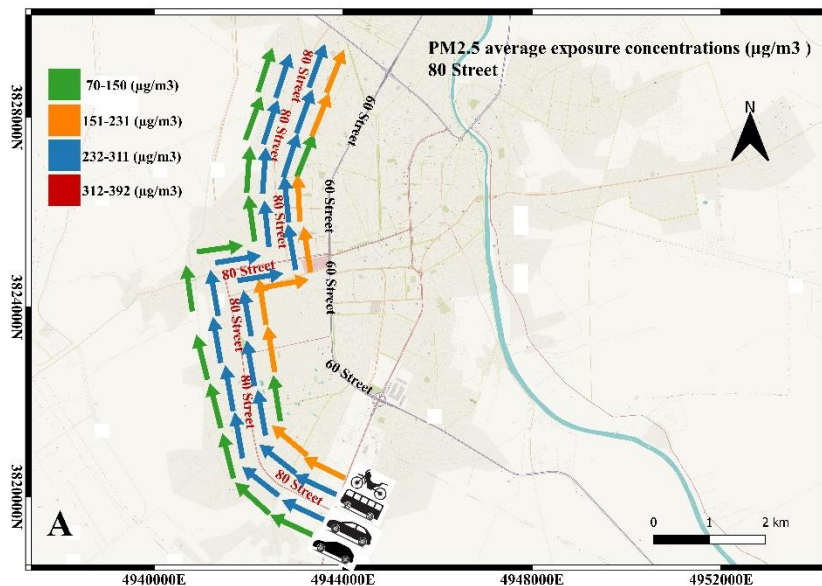 PM2.5 average exposure concentrations (µg/m3 )
80 Street
70-150 (µg/m3)
151-231 (µg/m3)
232-311 (µg/m3)
312-392 (µg/m3)
N
80 Street
80 Street
80 Street
80 Street
80 Street
80 Street
80 Street
60 Street
60 Street
60 Street
60 Street
3828000N
3824000N
3820000N
A
0 1 2 km
4940000E 4944000E 4948000E 4952000E